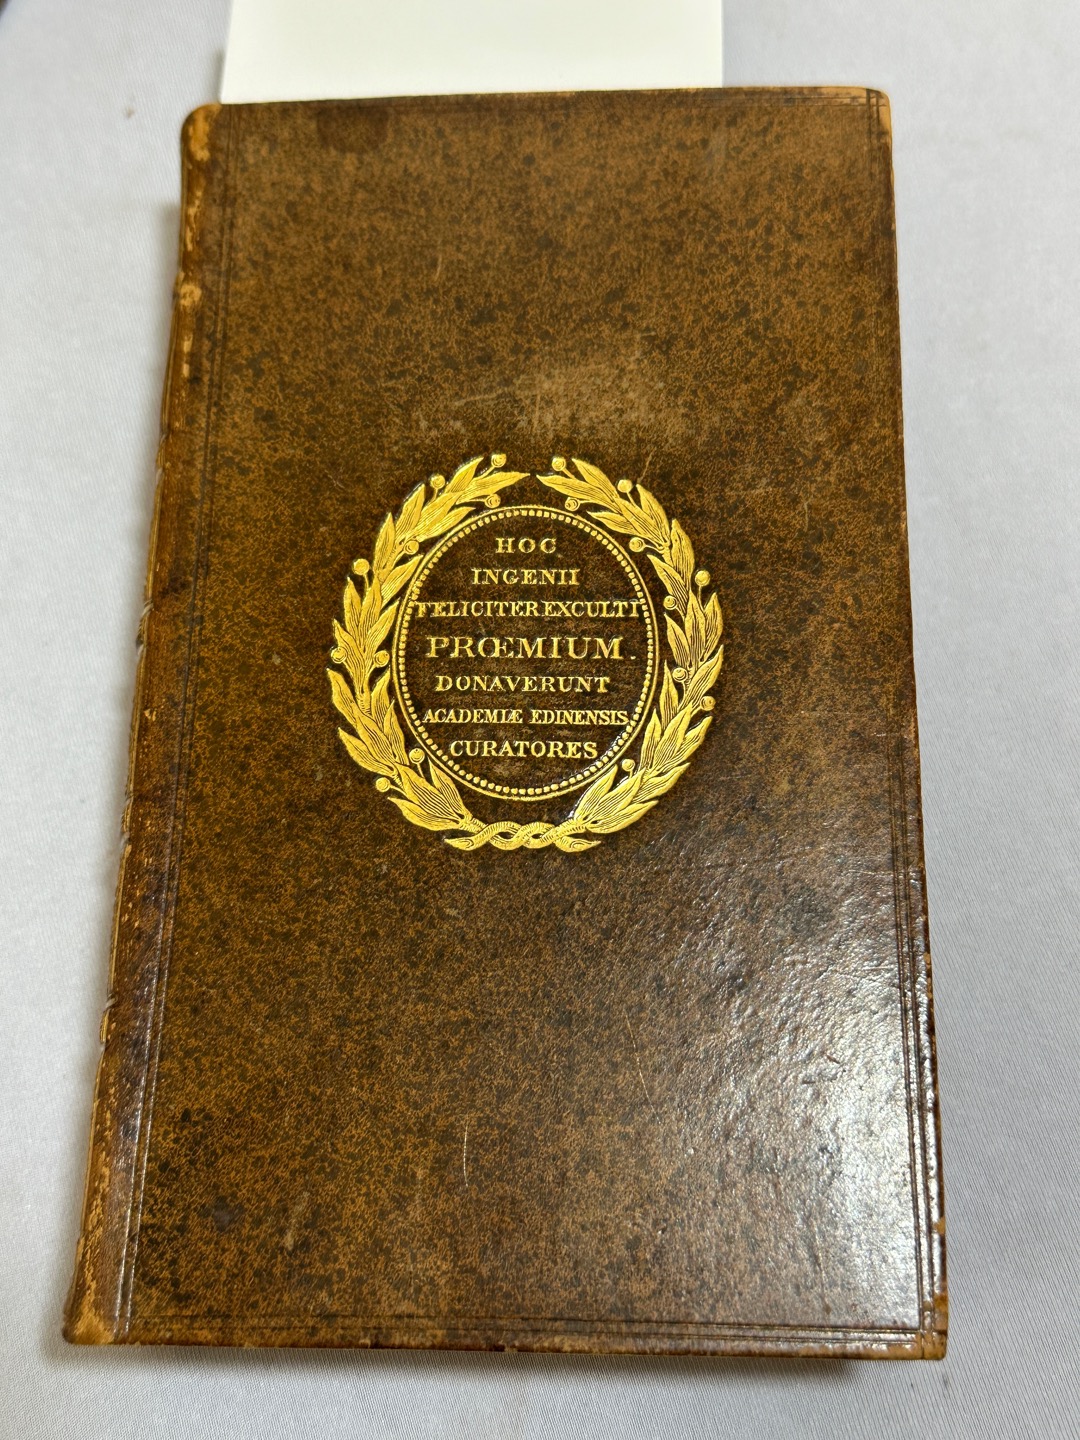 HOC
INGENII
FELICITER EXCULTI
PRŒMIUM.
DONAVERUNT
ACADEMIÆ EDINENSIS
CURATORES